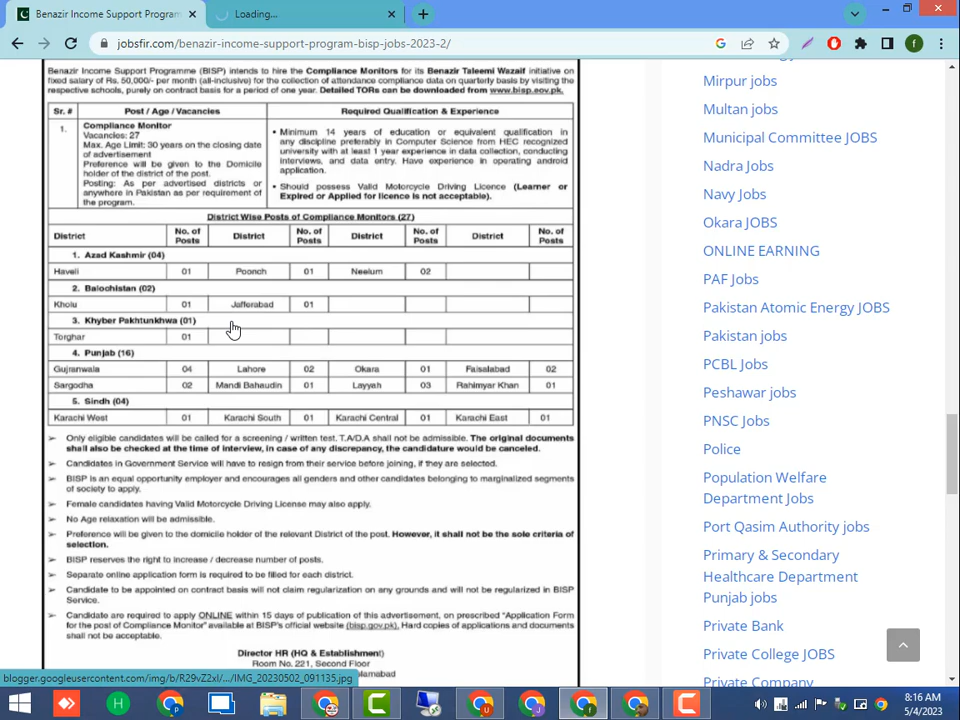 Benazir Income Support Program
Loading...
jobsfir.com/benazir-income-support-program-bisp-jobs-2023-2/
f
Benazir Income Support Programme (BISP) intends to hire the Compliance Monitors for its Benazir Taleemi Wazaif initiative on
fixed salary of Rs. 50,000/- per month (all-inclusive) for the collection of attendance compliance data on quarterly basis by visiting
the respective schools, purely on contract basis for a period of one year. Detailed TORs can be downloaded from www.bisp.gov.pk.
Sr. # Post / Age / Vacancies Required Qualification & Experience
1. Compliance Monitor
Vacancies: 27
Max. Age Limit: 30 years on the closing date
of advertisement
Preference will be given to the Domicile
holder of the district of the post.
Posting: As per advertised districts or
anywhere in Pakistan as per requirement of
the program.
• Minimum 14 years of education or equivalent qualification in
any discipline preferably in Computer Science from HEC recognized
university with at least 1 year experience in data collection, conducting
interviews, and data entry. Have experience in operating android
application.
• Should possess Valid Motorcycle Driving Licence (Learner or
Expired or Applied for licence is not acceptable).
District Wise Posts of Compliance Monitors (27)
District No. of Posts District No. of Posts District No. of Posts District No. of Posts
1. Azad Kashmir (04)
Haveli 01 Poonch 01 Neelum 02
2. Balochistan (02)
Kholu 01 Jafferabad 01
3. Khyber Pakhtunkhwa (01)
Torghar 01
4. Punjab (16)
Gujranwala 04 Lahore 02 Okara 01 Faisalabad 02
Sargodha 02 Mandi Bahaudin 01 Layyah 03 Rahimyar Khan 01
5. Sindh (04)
Karachi West 01 Karachi South 01 Karachi Central 01 Karachi East 01
➢ Only eligible candidates will be called for a screening / written test. T.A/D.A shall not be admissible. The original documents
shall also be checked at the time of interview, in case of any discrepancy, the candidature would be canceled.
➢ Candidates in Government Service will have to resign from their service before joining, if they are selected.
➢ BISP is an equal opportunity employer and encourages all genders and other candidates belonging to marginalized segments
of society to apply.
➢ Female candidates having Valid Motorcycle Driving License may also apply.
➢ No Age relaxation will be admissible.
➢ Preference will be given to the domicile holder of the relevant District of the post. However, it shall not be the sole criteria of
selection.
➢ BISP reserves the right to increase / decrease number of posts.
➢ Separate online application form is required to be filled for each district.
➢ Candidate to be appointed on contract basis will not claim regularization on any grounds and will not be regularized in BISP
Service.
➢ Candidate are required to apply ONLINE within 15 days of publication of this advertisement, on prescribed "Application Form
for the post of Compliance Monitor" available at BISP's official website (bisp.gov.pk). Hard copies of applications and documents
shall not be acceptable.
Director HR (HQ & Establishment)
Room No. 221, Second Floor
lamabad
Mirpur jobs
Multan jobs
Municipal Committee JOBS
Nadra Jobs
Navy Jobs
Okara JOBS
ONLINE EARNING
PAF Jobs
Pakistan Atomic Energy JOBS
Pakistan jobs
PCBL Jobs
Peshawar jobs
PNSC Jobs
Police
Population Welfare
Department Jobs
Port Qasim Authority jobs
Primary & Secondary
Healthcare Department
Punjab jobs
Private Bank
Private College JOBS
Private Company
blogger.googleusercontent.com/img/b/R29vZ2xl/.../IMG_20230502_091135.jpg
8:16 AM
5/4/2023